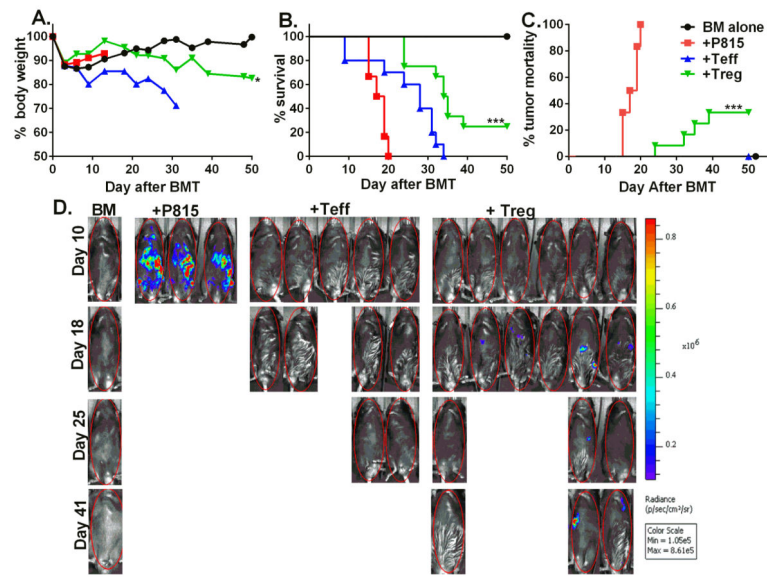 A.
% body weight
100
90
80
70
60
50
0 10 20 30 40 50
Day after BMT
*
B.
% survival
100
80
60
40
20
0
0 10 20 30 40 50
Day after BMT
***
C.
% tumor mortality
100
80
60
40
20
0
0 10 20 30 40 50
Day After BMT
***
BM alone
+P815
+Teff
+Treg
D.
BM +P815 +Teff + Treg
Day 10
Day 18
Day 25
Day 41
0.8
0.6
x10⁶
0.4
0.2
Radiance
(p/sec/cm²/sr)
Color Scale
Min = 1.05e5
Max = 8.61e5